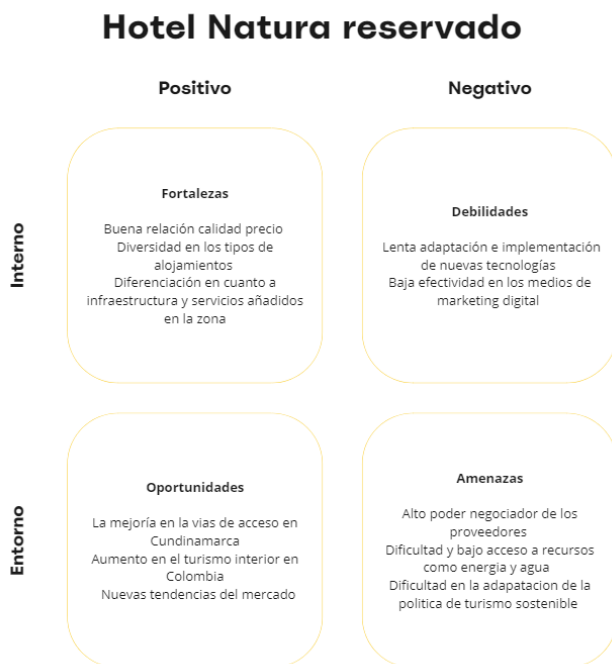 Hotel Natura reservado
Positivo
Negativo
Interno
Fortalezas
Buena relación calidad precio
Diversidad en los tipos de
alojamientos
Diferenciación en cuanto a
infraestructura y servicios añadidos
en la zona
Debilidades
Lenta adaptación e implementación
de nuevas tecnologías
Baja efectividad en los medios de
marketing digital
Entorno
Oportunidades
La mejoría en la vias de acceso en
Cundinamarca
Aumento en el turismo interior en
Colombia
Nuevas tendencias del mercado
Amenazas
Alto poder negociador de los
proveedores
Dificultad y bajo acceso a recursos
como energia y agua
Dificultad en la adapatacion de la
politica de turismo sostenible